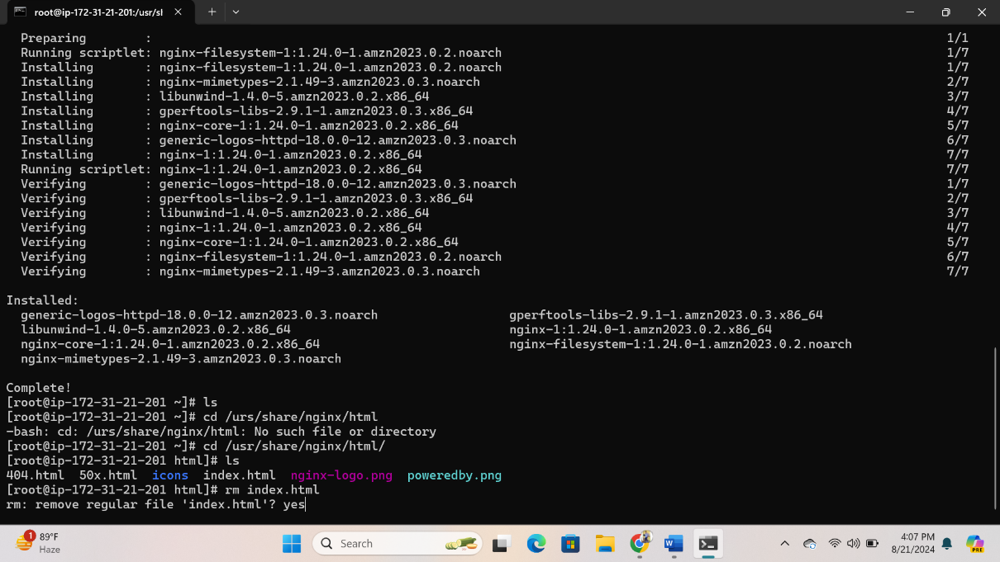 root@ip-172-31-21-201:/usr/sl
Preparing : 1/1
Running scriptlet: nginx-filesystem-1:1.24.0-1.amzn2023.0.2.noarch 1/7
Installing : nginx-filesystem-1:1.24.0-1.amzn2023.0.2.noarch 1/7
Installing : nginx-mimetypes-2.1.49-3.amzn2023.0.3.noarch 2/7
Installing : libunwind-1.4.0-5.amzn2023.0.2.x86_64 3/7
Installing : gperftools-libs-2.9.1-1.amzn2023.0.3.x86_64 4/7
Installing : nginx-core-1:1.24.0-1.amzn2023.0.2.x86_64 5/7
Installing : generic-logos-httpd-18.0.0-12.amzn2023.0.3.noarch 6/7
Installing : nginx-1:1.24.0-1.amzn2023.0.2.x86_64 7/7
Running scriptlet: nginx-1:1.24.0-1.amzn2023.0.2.x86_64 7/7
Verifying : generic-logos-httpd-18.0.0-12.amzn2023.0.3.noarch 1/7
Verifying : gperftools-libs-2.9.1-1.amzn2023.0.3.x86_64 2/7
Verifying : libunwind-1.4.0-5.amzn2023.0.2.x86_64 3/7
Verifying : nginx-1:1.24.0-1.amzn2023.0.2.x86_64 4/7
Verifying : nginx-core-1:1.24.0-1.amzn2023.0.2.x86_64 5/7
Verifying : nginx-filesystem-1:1.24.0-1.amzn2023.0.2.noarch 6/7
Verifying : nginx-mimetypes-2.1.49-3.amzn2023.0.3.noarch 7/7
Installed:
generic-logos-httpd-18.0.0-12.amzn2023.0.3.noarch gperftools-libs-2.9.1-1.amzn2023.0.3.x86_64
libunwind-1.4.0-5.amzn2023.0.2.x86_64 nginx-1:1.24.0-1.amzn2023.0.2.x86_64
nginx-core-1:1.24.0-1.amzn2023.0.2.x86_64 nginx-filesystem-1:1.24.0-1.amzn2023.0.2.noarch
nginx-mimetypes-2.1.49-3.amzn2023.0.3.noarch
Complete!
[root@ip-172-31-21-201 ~]# ls
[root@ip-172-31-21-201 ~]# cd /urs/share/nginx/html
-bash: cd: /urs/share/nginx/html: No such file or directory
[root@ip-172-31-21-201 ~]# cd /usr/share/nginx/html/
[root@ip-172-31-21-201 html]# ls
404.html 50x.html icons index.html nginx-logo.png poweredby.png
[root@ip-172-31-21-201 html]# rm index.html
rm: remove regular file 'index.html'? yes
1 89°F
Haze
Search
4:07 PM
8/21/2024
PRE